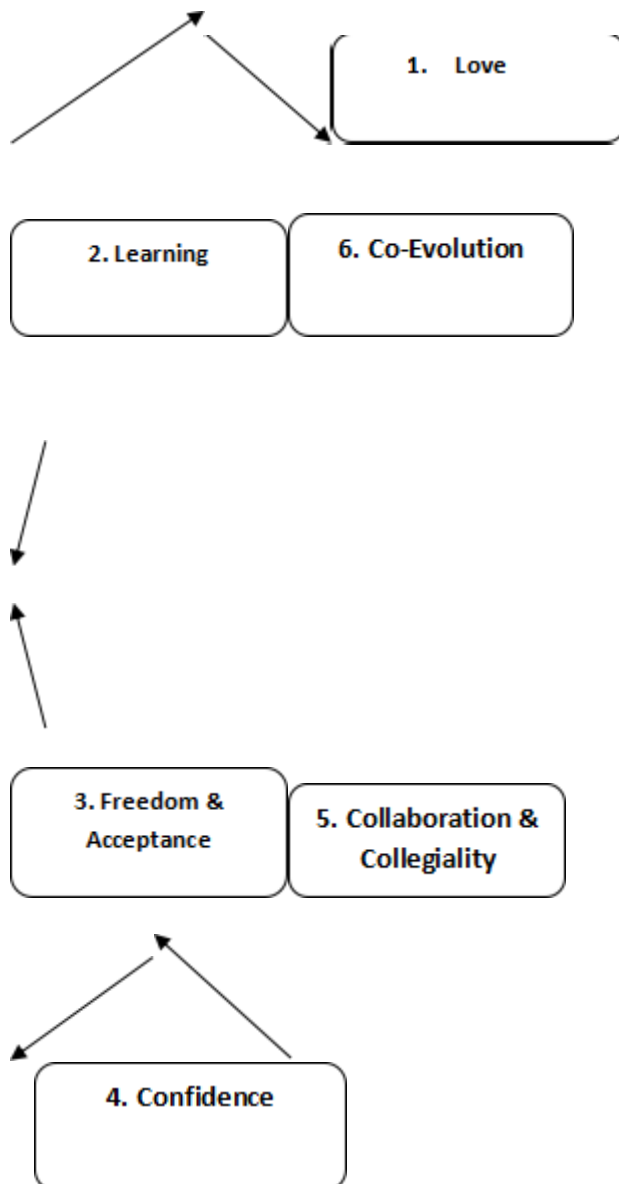 1. Love
2. Learning
6. Co-Evolution
3. Freedom &
Acceptance
5. Collaboration &
Collegiality
4. Confidence